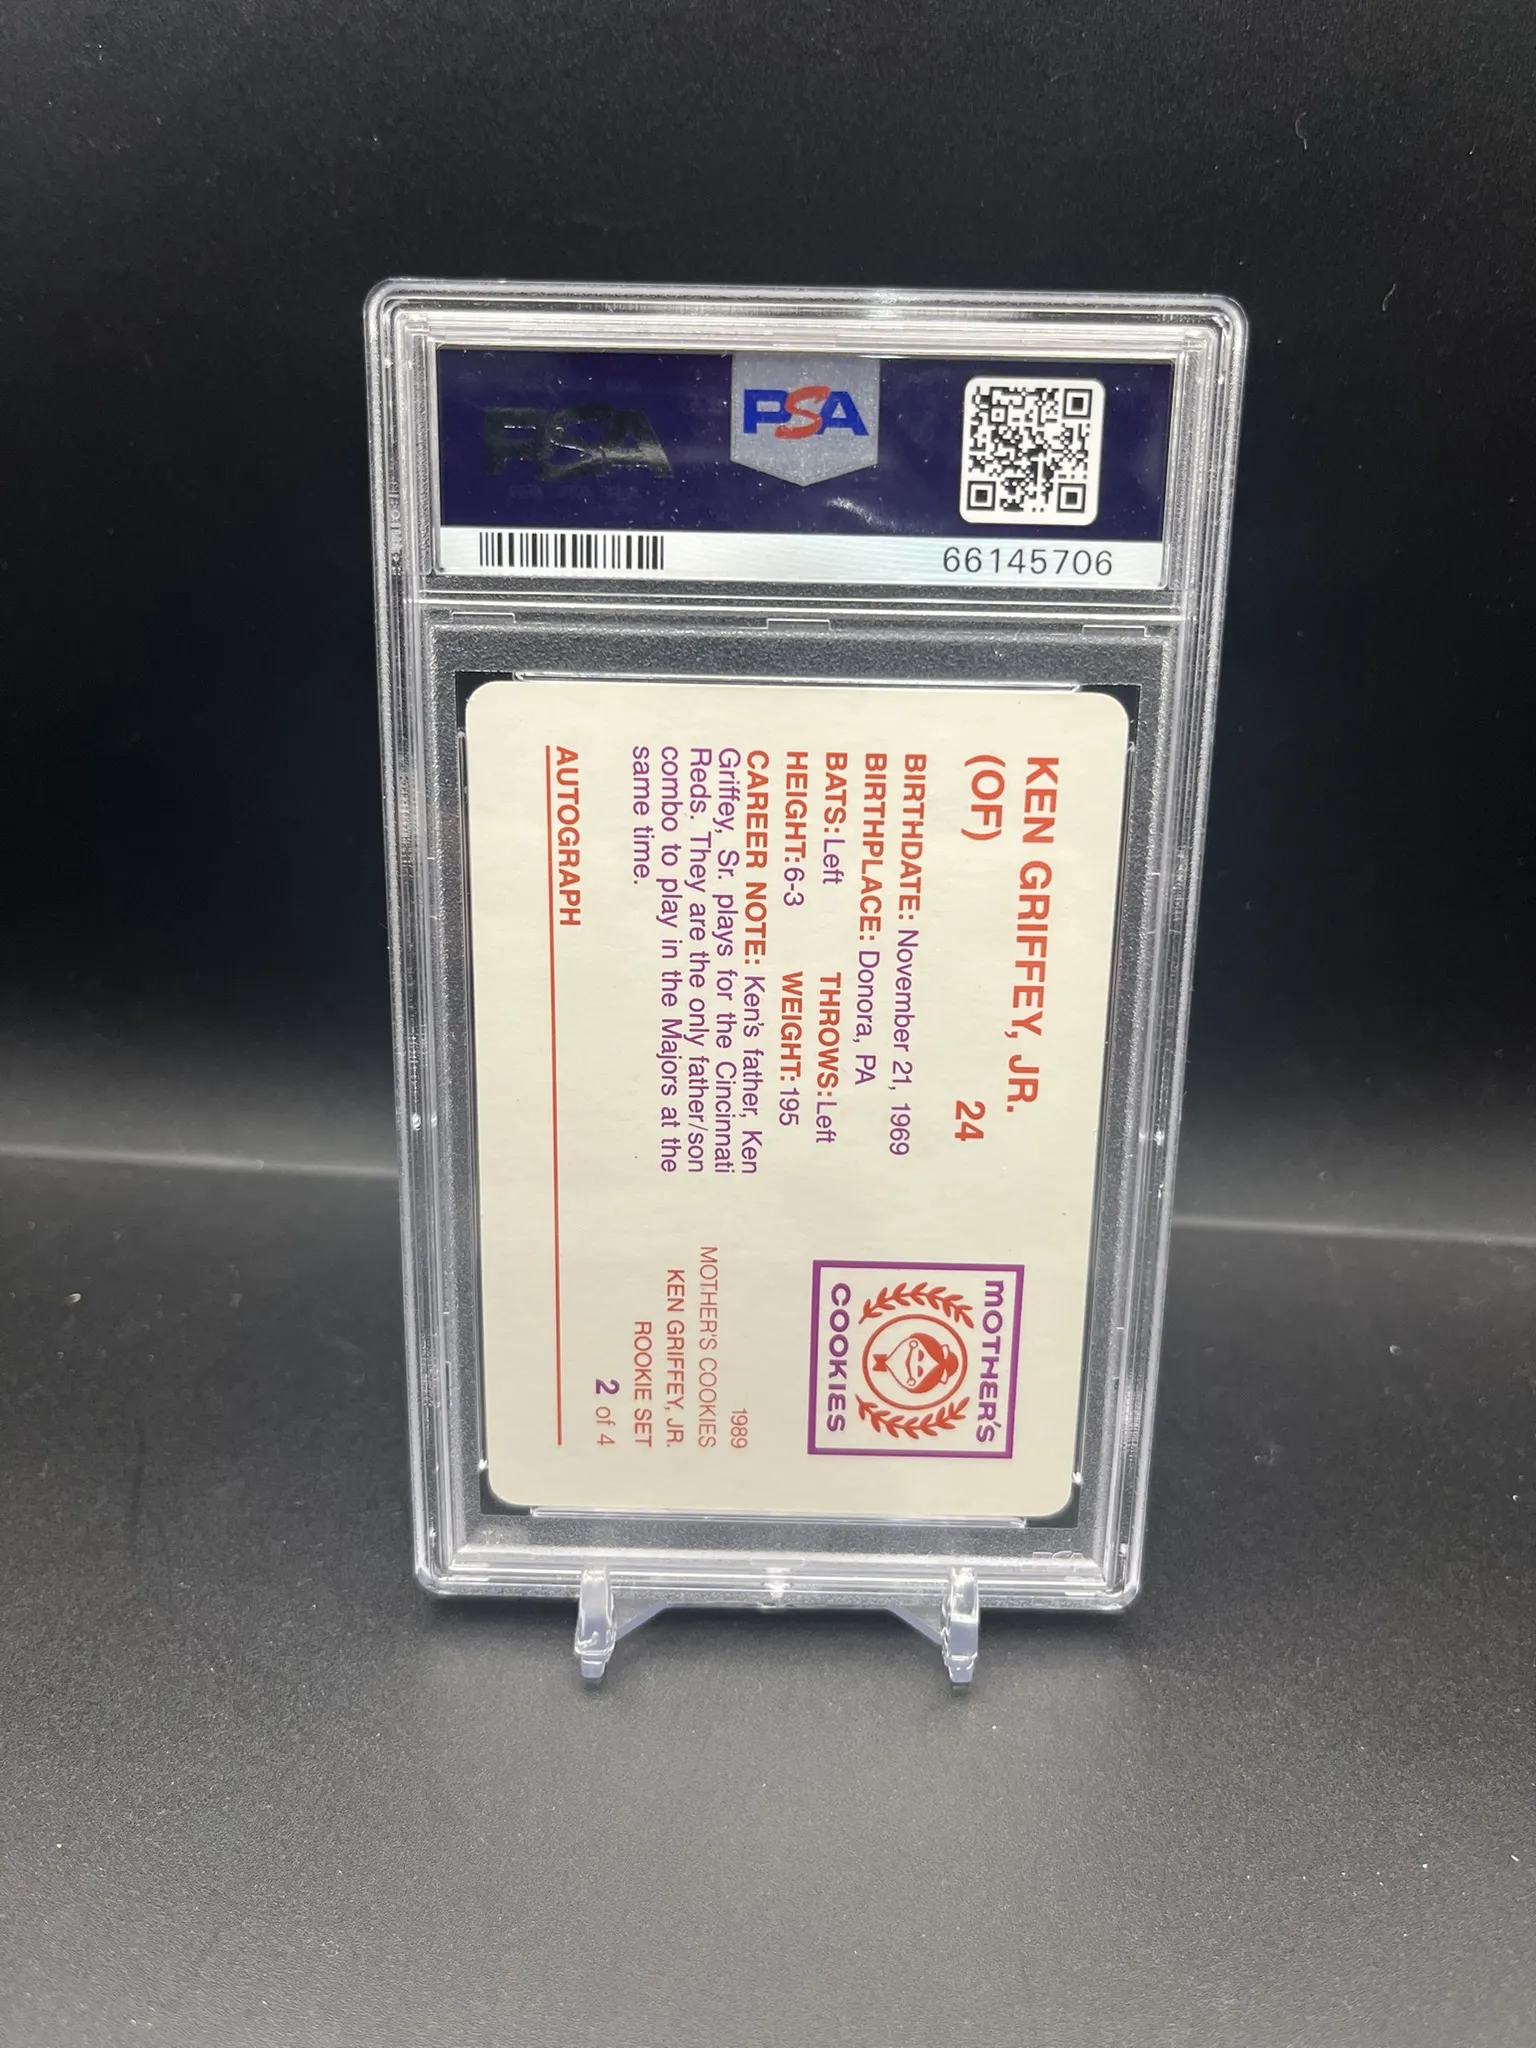 PSA
PSA
66145706
KEN GRIFFEY, JR.
(OF) 24
BIRTHDATE: November 21, 1969
BIRTHPLACE: Donora, PA
BATS: Left THROWS: Left
HEIGHT: 6-3 WEIGHT: 195
CAREER NOTE: Ken's father, Ken
Griffey, Sr. plays for the Cincinnati
Reds. They are the only father/son
combo to play in the Majors at the
same time.
AUTOGRAPH
MOTHER'S
COOKIES
1989
MOTHER'S COOKIES
KEN GRIFFEY, JR.
ROOKIE SET
2 of 4